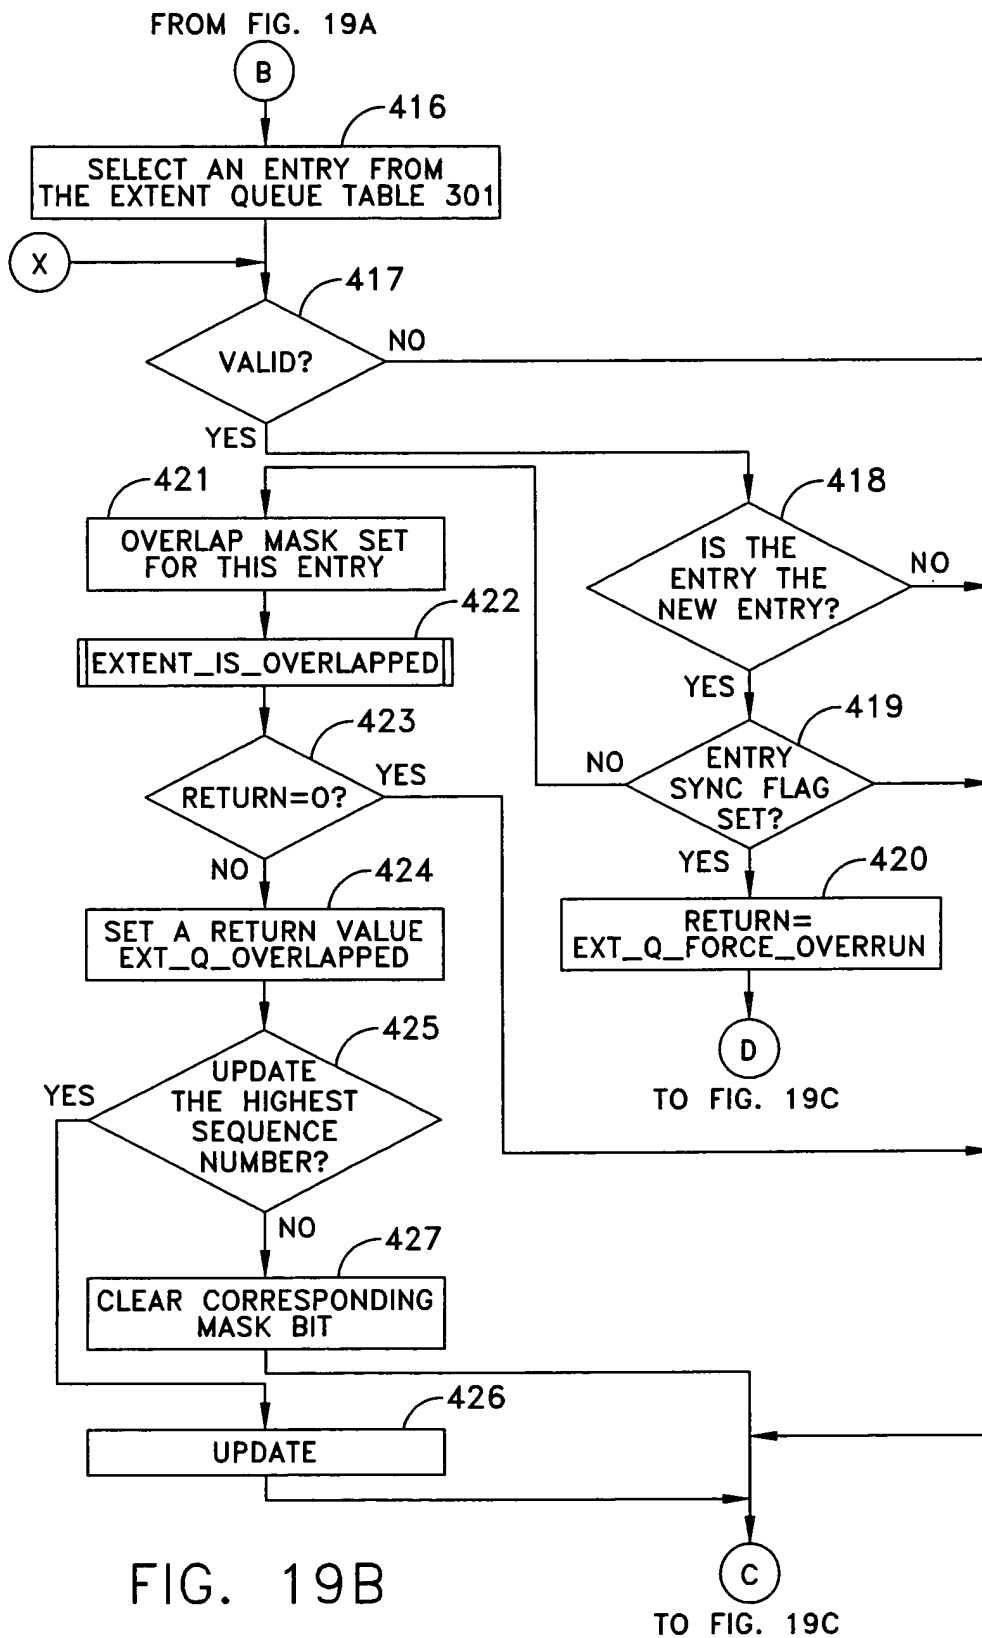 FROM FIG. 19A
B
416
SELECT AN ENTRY FROM
THE EXTENT QUEUE TABLE 301
X
417
VALID?
NO
YES
418
IS THE
ENTRY THE
NEW ENTRY?
NO
YES
421
OVERLAP MASK SET
FOR THIS ENTRY
422
EXTENT_IS_OVERLAPPED
419
ENTRY
SYNC FLAG
SET?
NO
YES
423
RETURN=0?
YES
NO
420
RETURN=
EXT_Q_FORCE_OVERRUN
D
TO FIG. 19C
424
SET A RETURN VALUE
EXT_Q_OVERLAPPED
425
UPDATE
THE HIGHEST
SEQUENCE
NUMBER?
YES
NO
427
CLEAR CORRESPONDING
MASK BIT
426
UPDATE
C
TO FIG. 19C
FIG. 19B